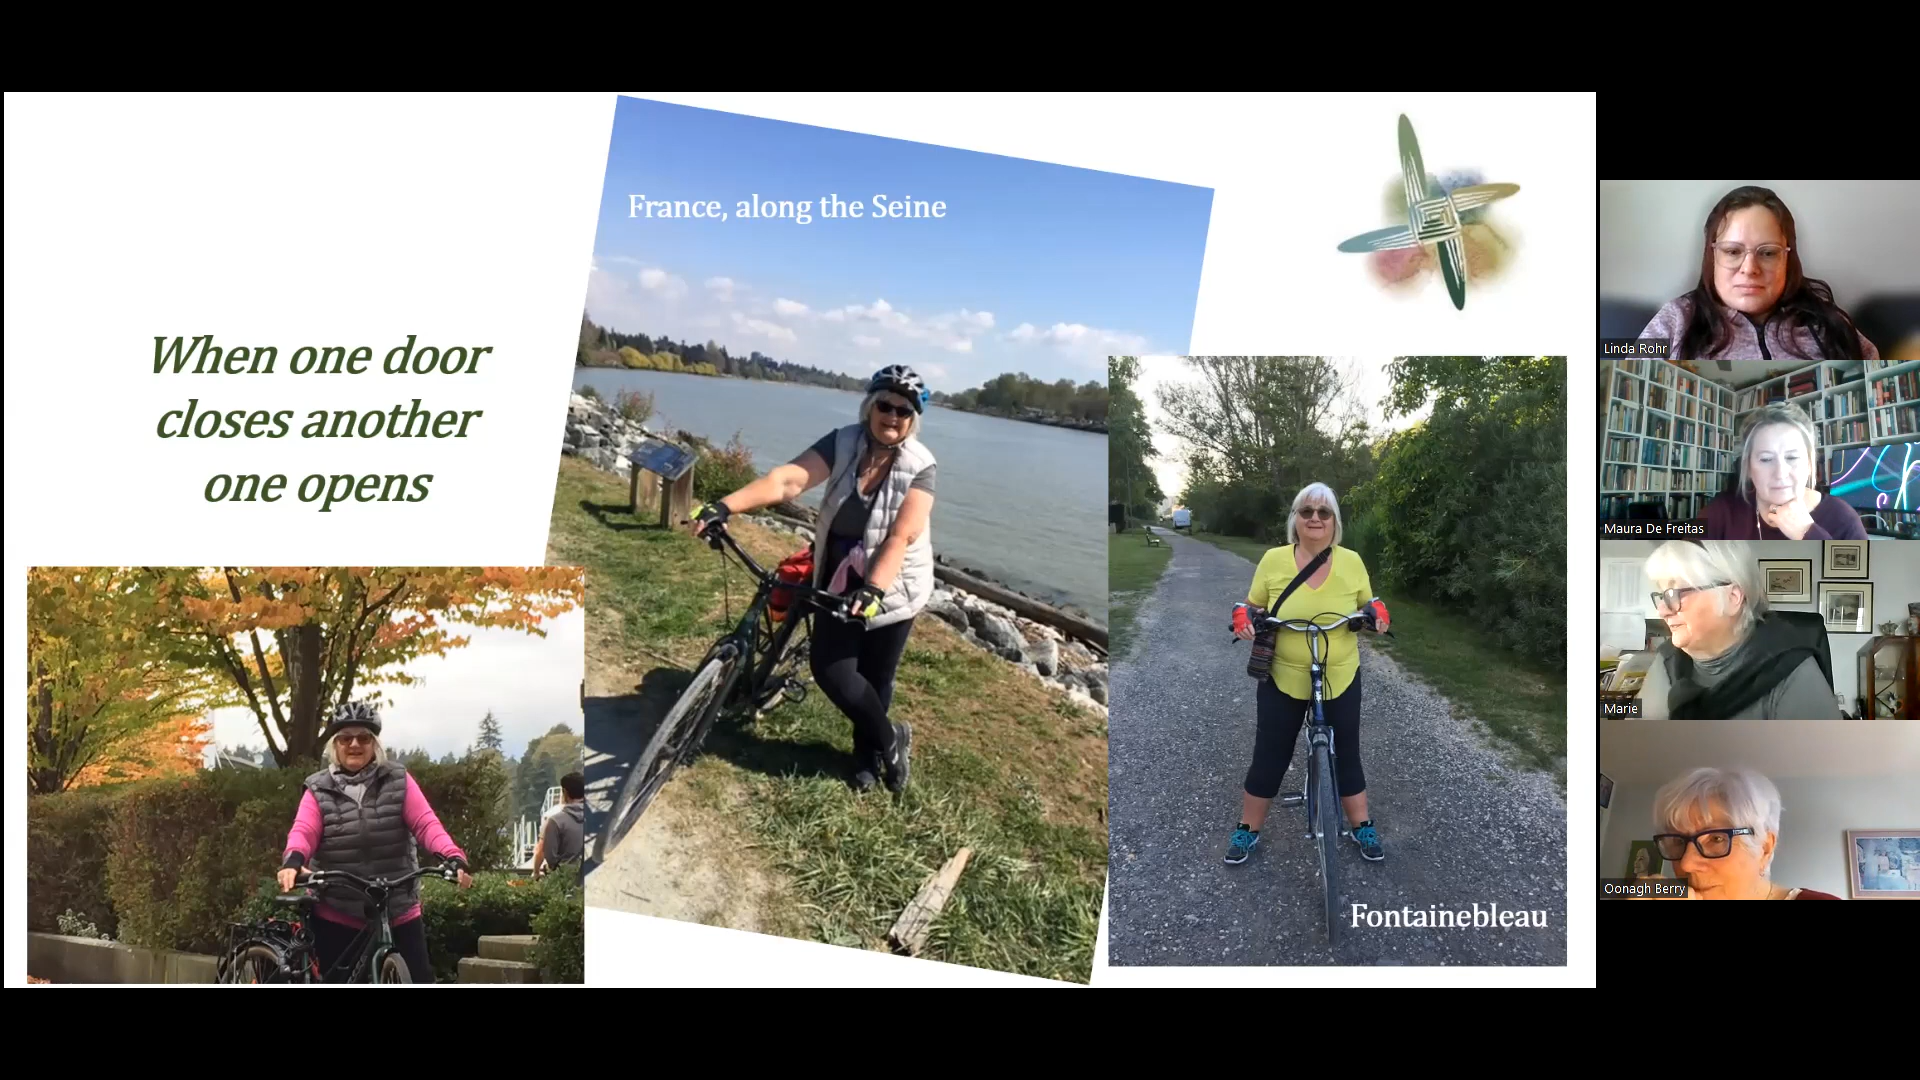 When one door
closes another
one opens
France, along the Seine
Fontainebleau
Linda Rohr
Maura De Freitas
Marie
Oonagh Berry